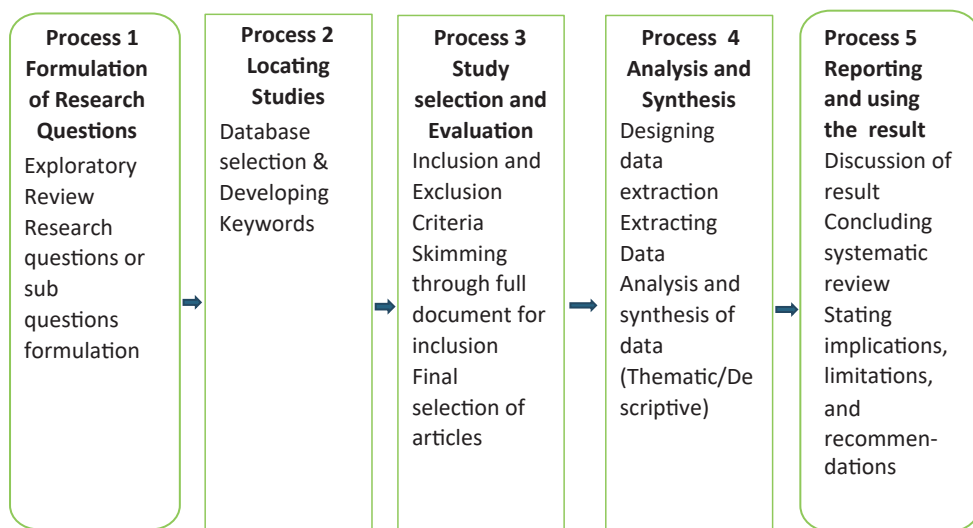 Process 1
Formulation
of Research
Questions
Exploratory
Review
Research
questions or
sub
questions
formulation
Process 2
Locating
Studies
Database
selection &
Developing
Keywords
Process 3
Study
selection and
Evaluation
Inclusion and
Exclusion
Criteria
Skimming
through full
document for
inclusion
Final
selection of
articles
Process 4
Analysis and
Synthesis
Designing
data
extraction
Extracting
Data
Analysis and
synthesis of
data
(Thematic/De
scriptive)
Process 5
Reporting
and using
the result
Discussion of
result
Concluding
systematic
review
Stating
implications,
limitations,
and
recommen-
dations